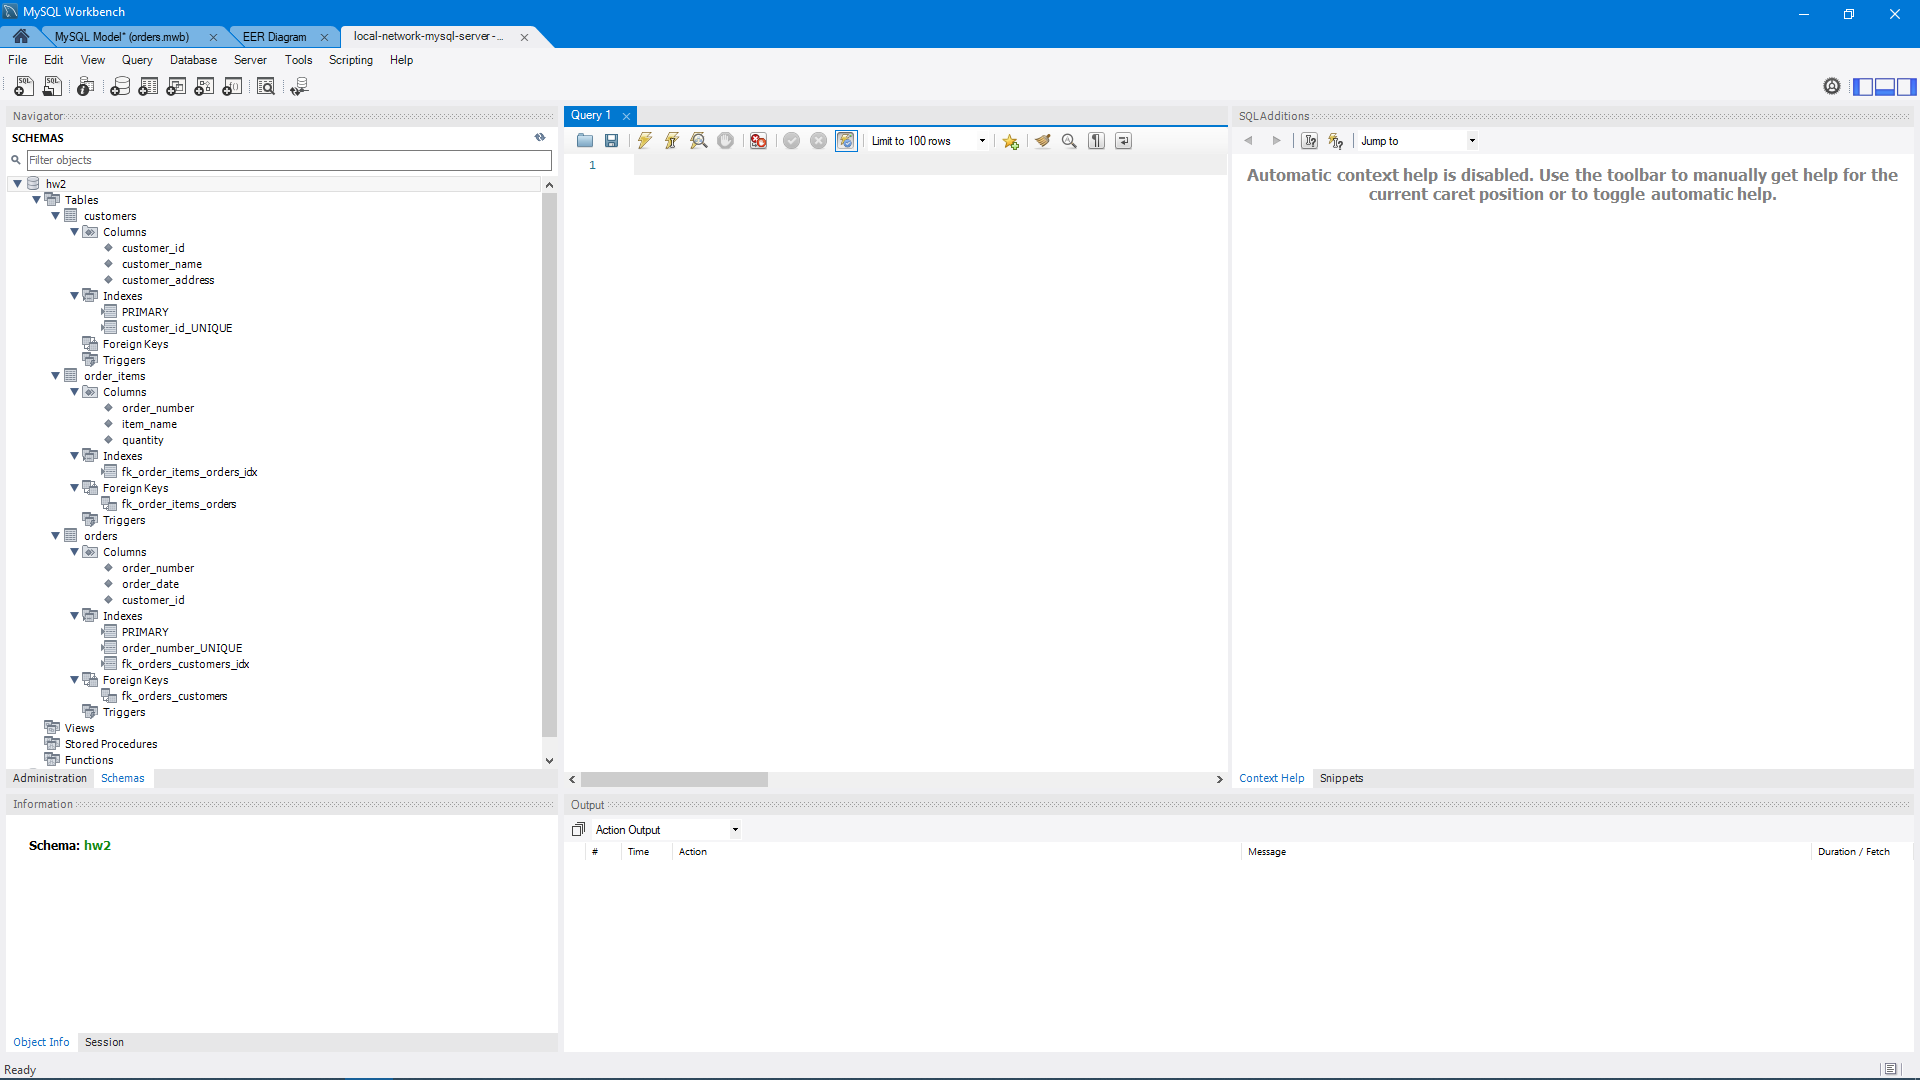 MySQL Workbench
MySQL Model* (orders.mwb)
EER Diagram
local-network-mysql-server-...
File Edit View Query Database Server Tools Scripting Help
Navigator
SCHEMAS
Filter objects
hw2
Tables
customers
Columns
customer_id
customer_name
customer_address
Indexes
PRIMARY
customer_id_UNIQUE
Foreign Keys
Triggers
order_items
Columns
order_number
item_name
quantity
Indexes
fk_order_items_orders_idx
Foreign Keys
fk_order_items_orders
Triggers
orders
Columns
order_number
order_date
customer_id
Indexes
PRIMARY
order_number_UNIQUE
fk_orders_customers_idx
Foreign Keys
fk_orders_customers
Triggers
Views
Stored Procedures
Functions
Administration Schemas
Information
Schema: hw2
Object Info Session
Ready
Query 1
Limit to 100 rows
1
SQLAdditions
Jump to
Automatic context help is disabled. Use the toolbar to manually get help for the
current caret position or to toggle automatic help.
Context Help Snippets
Output
Action Output
# Time Action Message Duration / Fetch